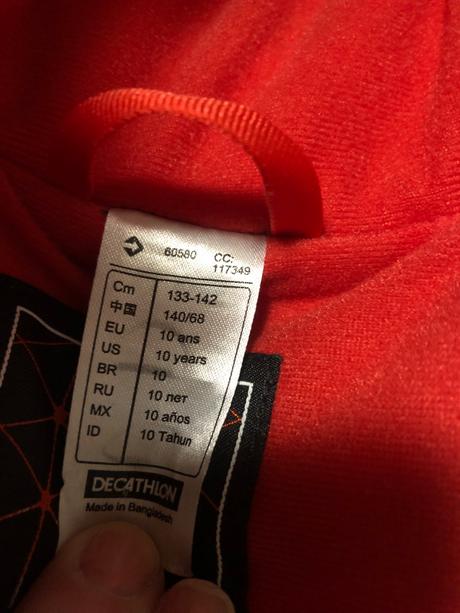 60580 CC: 117349
Cm 133-142
中国 140/68
EU 10 ans
US 10 years
BR 10
RU 10 лет
MX 10 años
ID 10 Tahun
DECATHLON
Made in Bangladesh